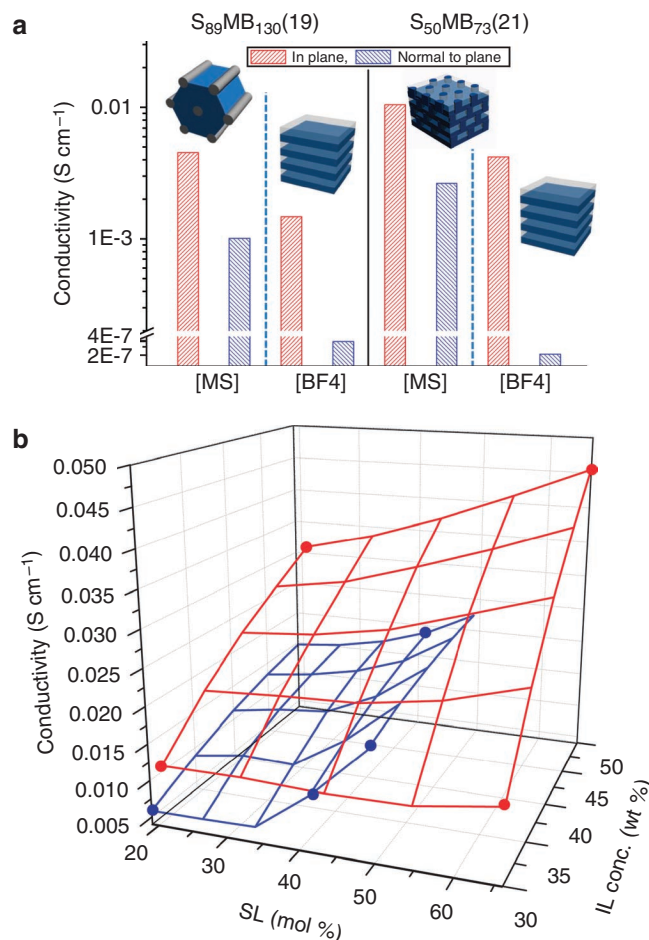 a
S₈₉MB₁₃₀(19) S₅₀MB₇₃(21)
In plane, Normal to plane
Conductivity (S cm⁻¹)
0.01
1E-3
4E-7
2E-7
[MS] [BF4] [MS] [BF4]
b
Conductivity (S cm⁻¹)
0.050
0.045
0.040
0.035
0.030
0.025
0.020
0.015
0.010
0.005
20 30 40 50 60
SL (mol %)
30 35 40 45 50
IL conc. (wt %)